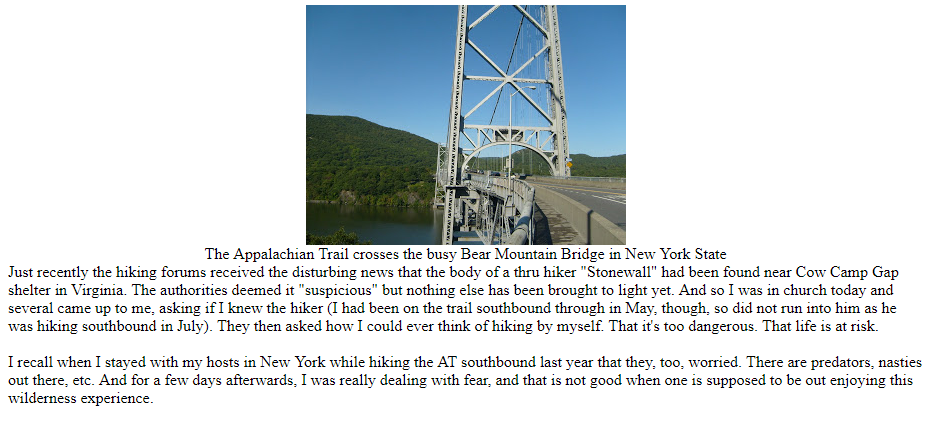 The Appalachian Trail crosses the busy Bear Mountain Bridge in New York State
Just recently the hiking forums received the disturbing news that the body of a thru hiker "Stonewall" had been found near Cow Camp Gap
shelter in Virginia. The authorities deemed it "suspicious" but nothing else has been brought to light yet. And so I was in church today and
several came up to me, asking if I knew the hiker (I had been on the trail southbound through in May, though, so did not run into him as he
was hiking southbound in July). They then asked how I could ever think of hiking by myself. That it's too dangerous. That life is at risk.
I recall when I stayed with my hosts in New York while hiking the AT southbound last year that they, too, worried. There are predators, nasties
out there, etc. And for a few days afterwards, I was really dealing with fear, and that is not good when one is supposed to be out enjoying this
wilderness experience.